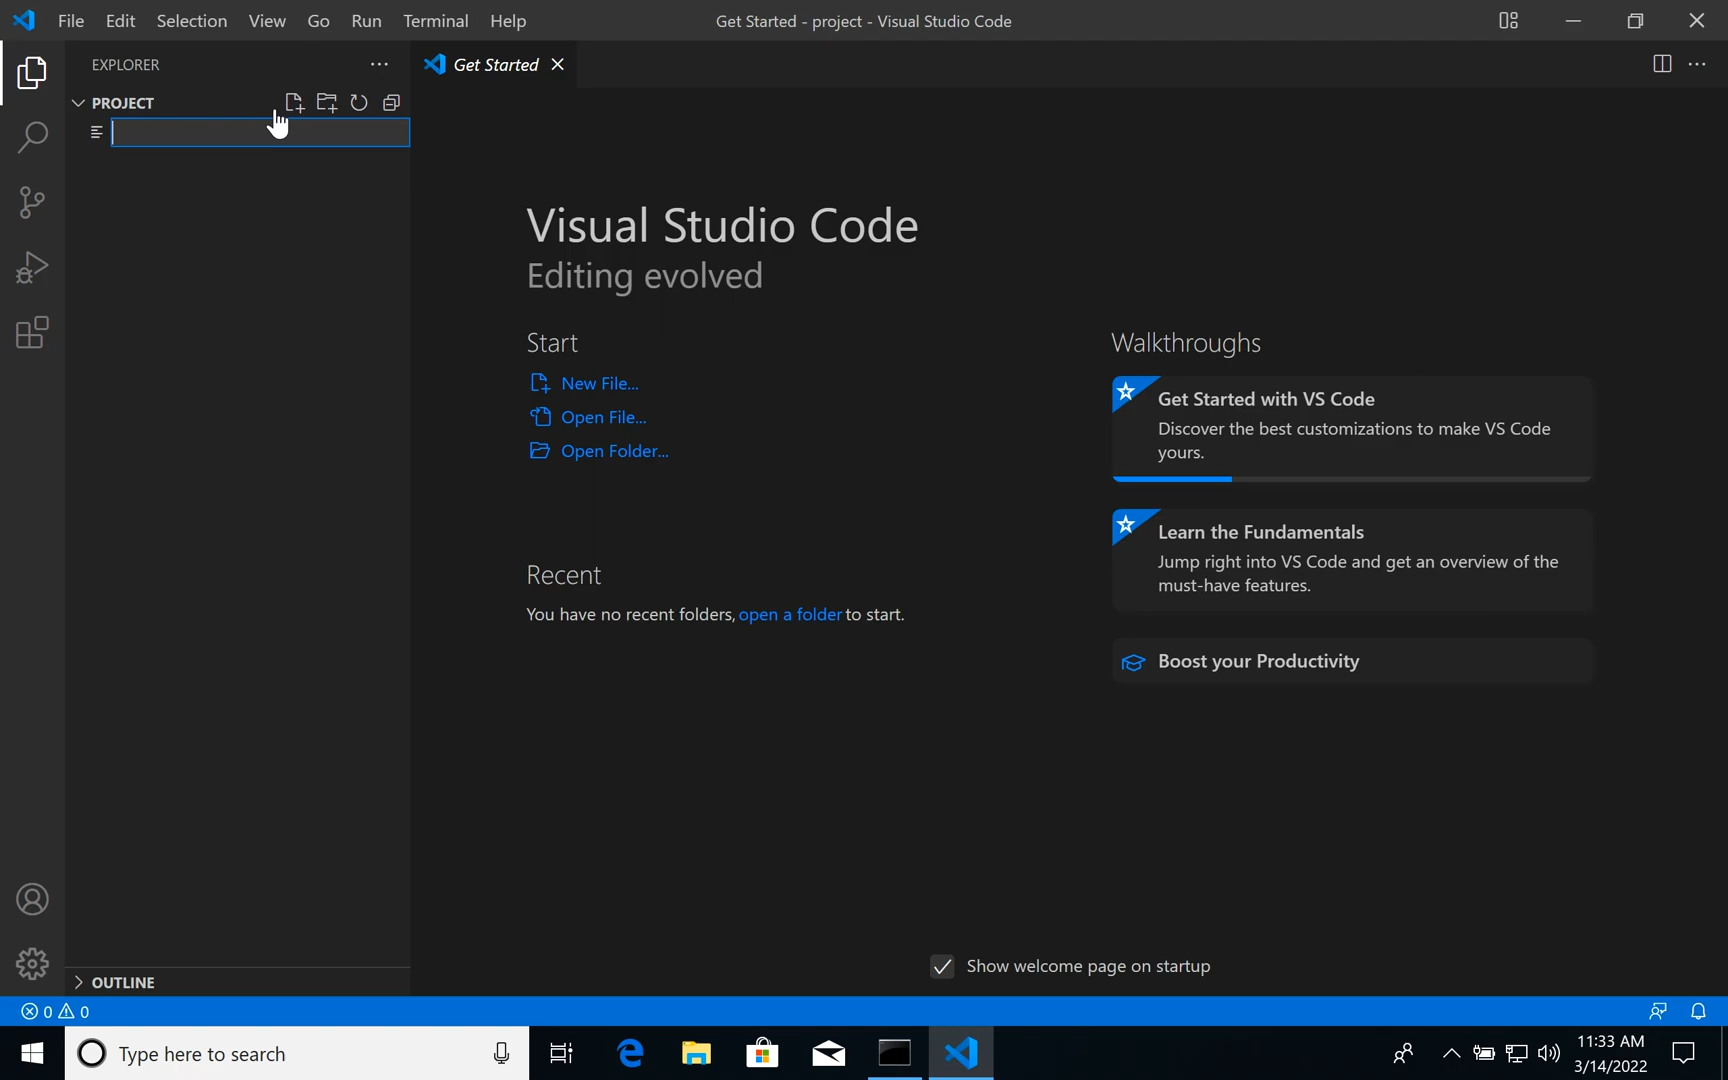 File Edit Selection View Go Run Terminal Help
Get Started - project - Visual Studio Code
EXPLORER
Get Started
PROJECT
Visual Studio Code
Editing evolved
Start
New File...
Open File...
Open Folder...
Recent
You have no recent folders, open a folder to start.
Walkthroughs
Get Started with VS Code
Discover the best customizations to make VS Code
yours.
Learn the Fundamentals
Jump right into VS Code and get an overview of the
must-have features.
Boost your Productivity
Show welcome page on startup
OUTLINE
0 0
Type here to search
11:33 AM
3/14/2022